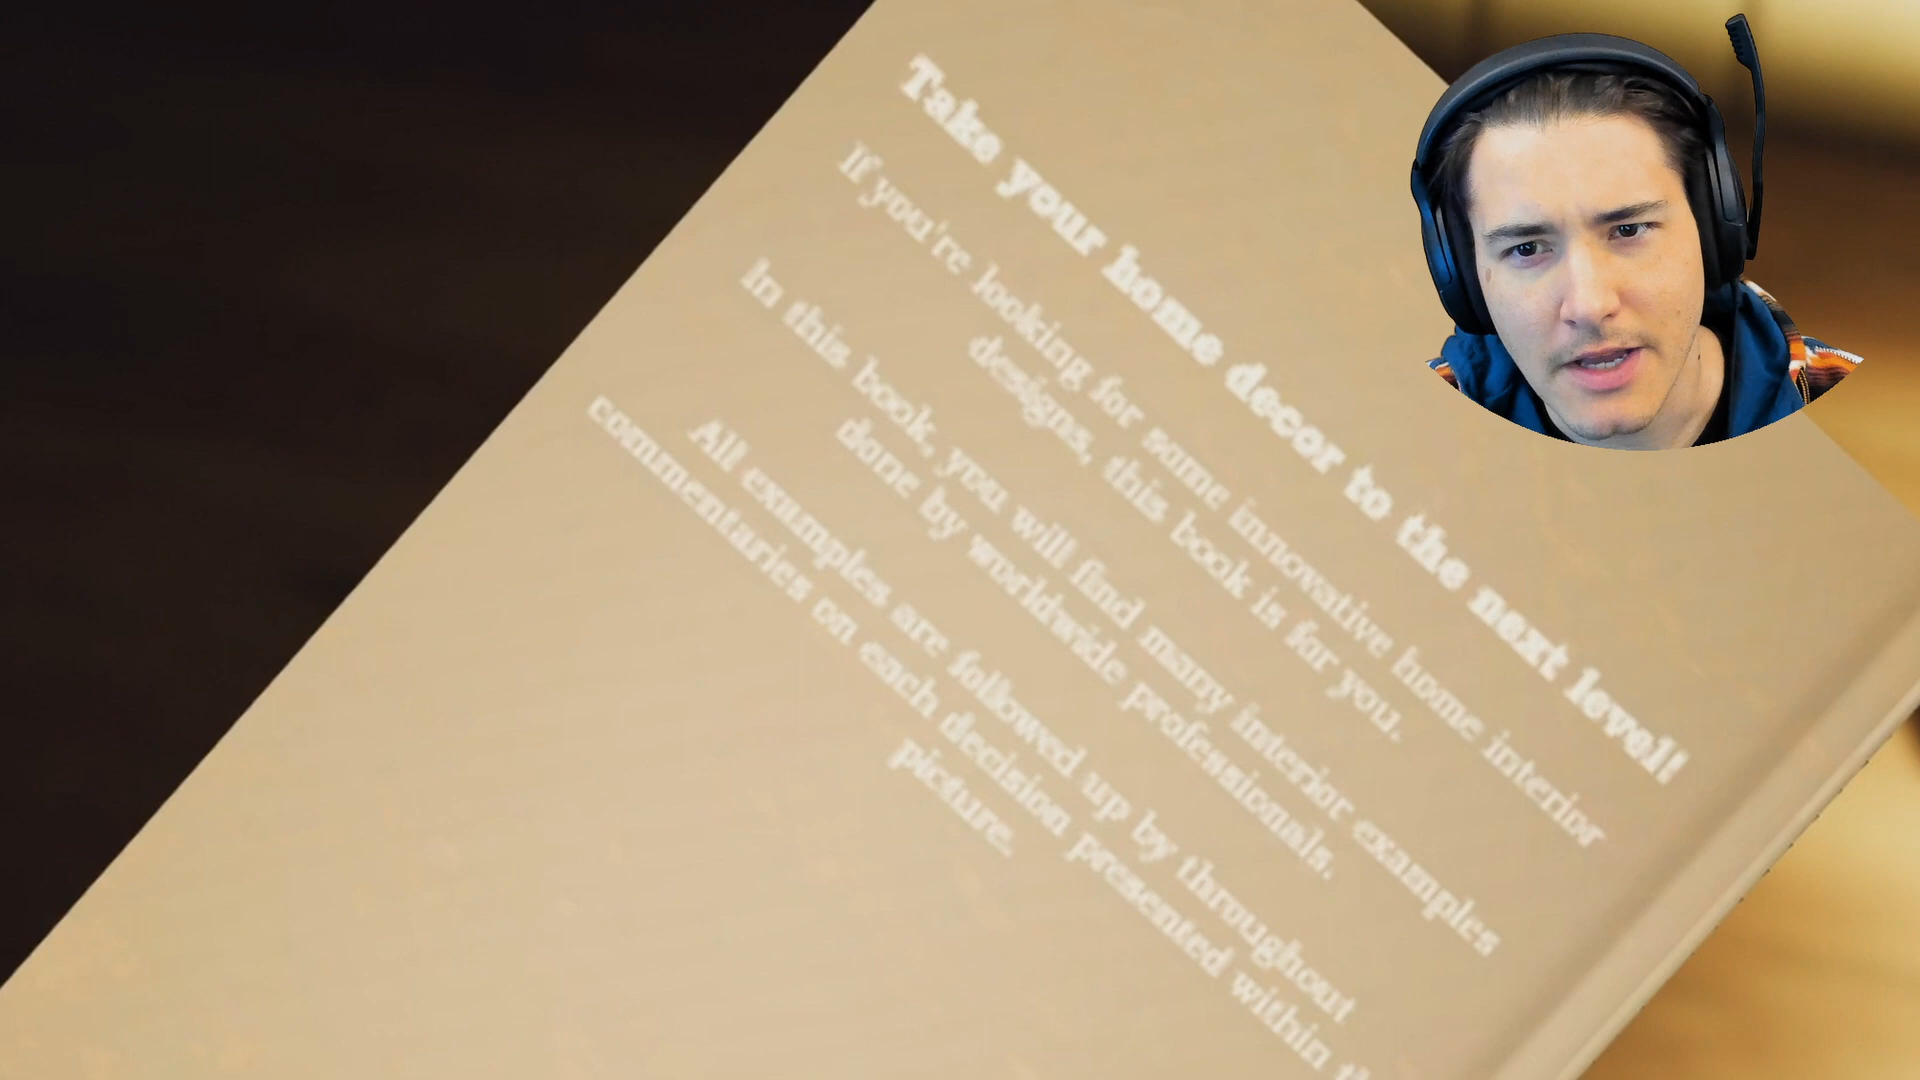 Take your home decor to the next level!
If you're looking for some innovative home interior
designs, this book is for you.
In this book, you will find many interior examples
done by worldwide professionals.
All examples are followed up by throughout
commentaries on each decision presented within
picture.